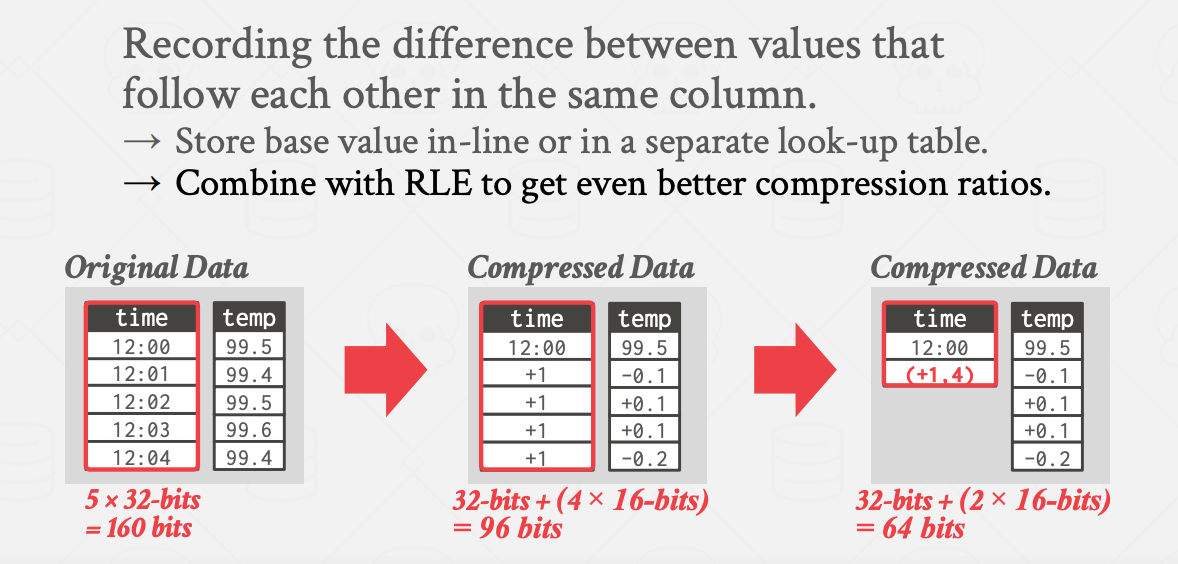 Recording the difference between values that
follow each other in the same column.
→ Store base value in-line or in a separate look-up table.
→ Combine with RLE to get even better compression ratios.
Original Data
time temp
12:00 99.5
12:01 99.4
12:02 99.5
12:03 99.6
12:04 99.4
5 × 32-bits
= 160 bits
Compressed Data
time temp
12:00 99.5
+1 -0.1
+1 +0.1
+1 +0.1
+1 -0.2
32-bits + (4 × 16-bits)
= 96 bits
Compressed Data
time temp
12:00 99.5
(+1,4) -0.1
+0.1
+0.1
-0.2
32-bits + (2 × 16-bits)
= 64 bits